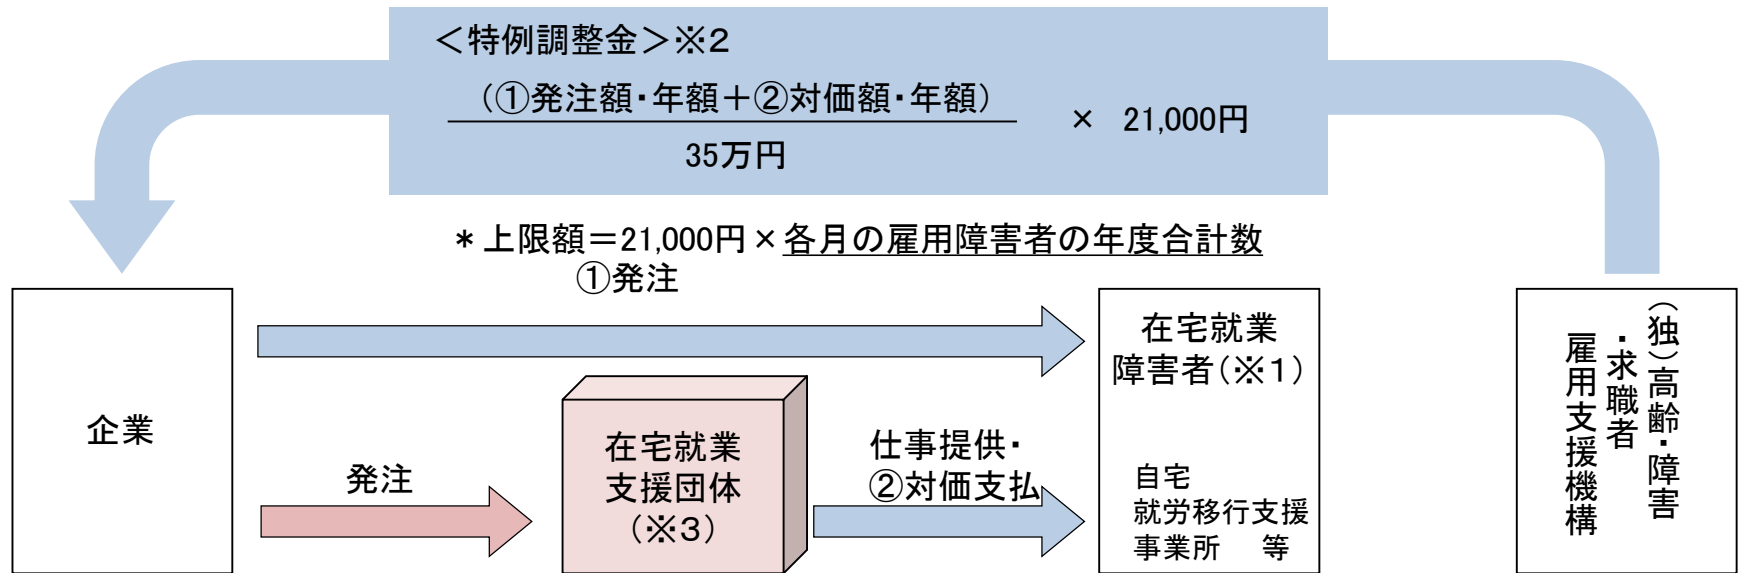 ＜特例調整金＞※２
（①発注額・年額＋②対価額・年額）
35万円
× 21,000円
＊上限額＝21,000円×各月の雇用障害者の年度合計数
①発注
企業
発注
在宅就業
支援団体
（※３）
仕事提供・
②対価支払
在宅就業
障害者（※１）
自宅
就労移行支援
事業所 等
（独）高齢・障害
・求職者
雇用支援機構